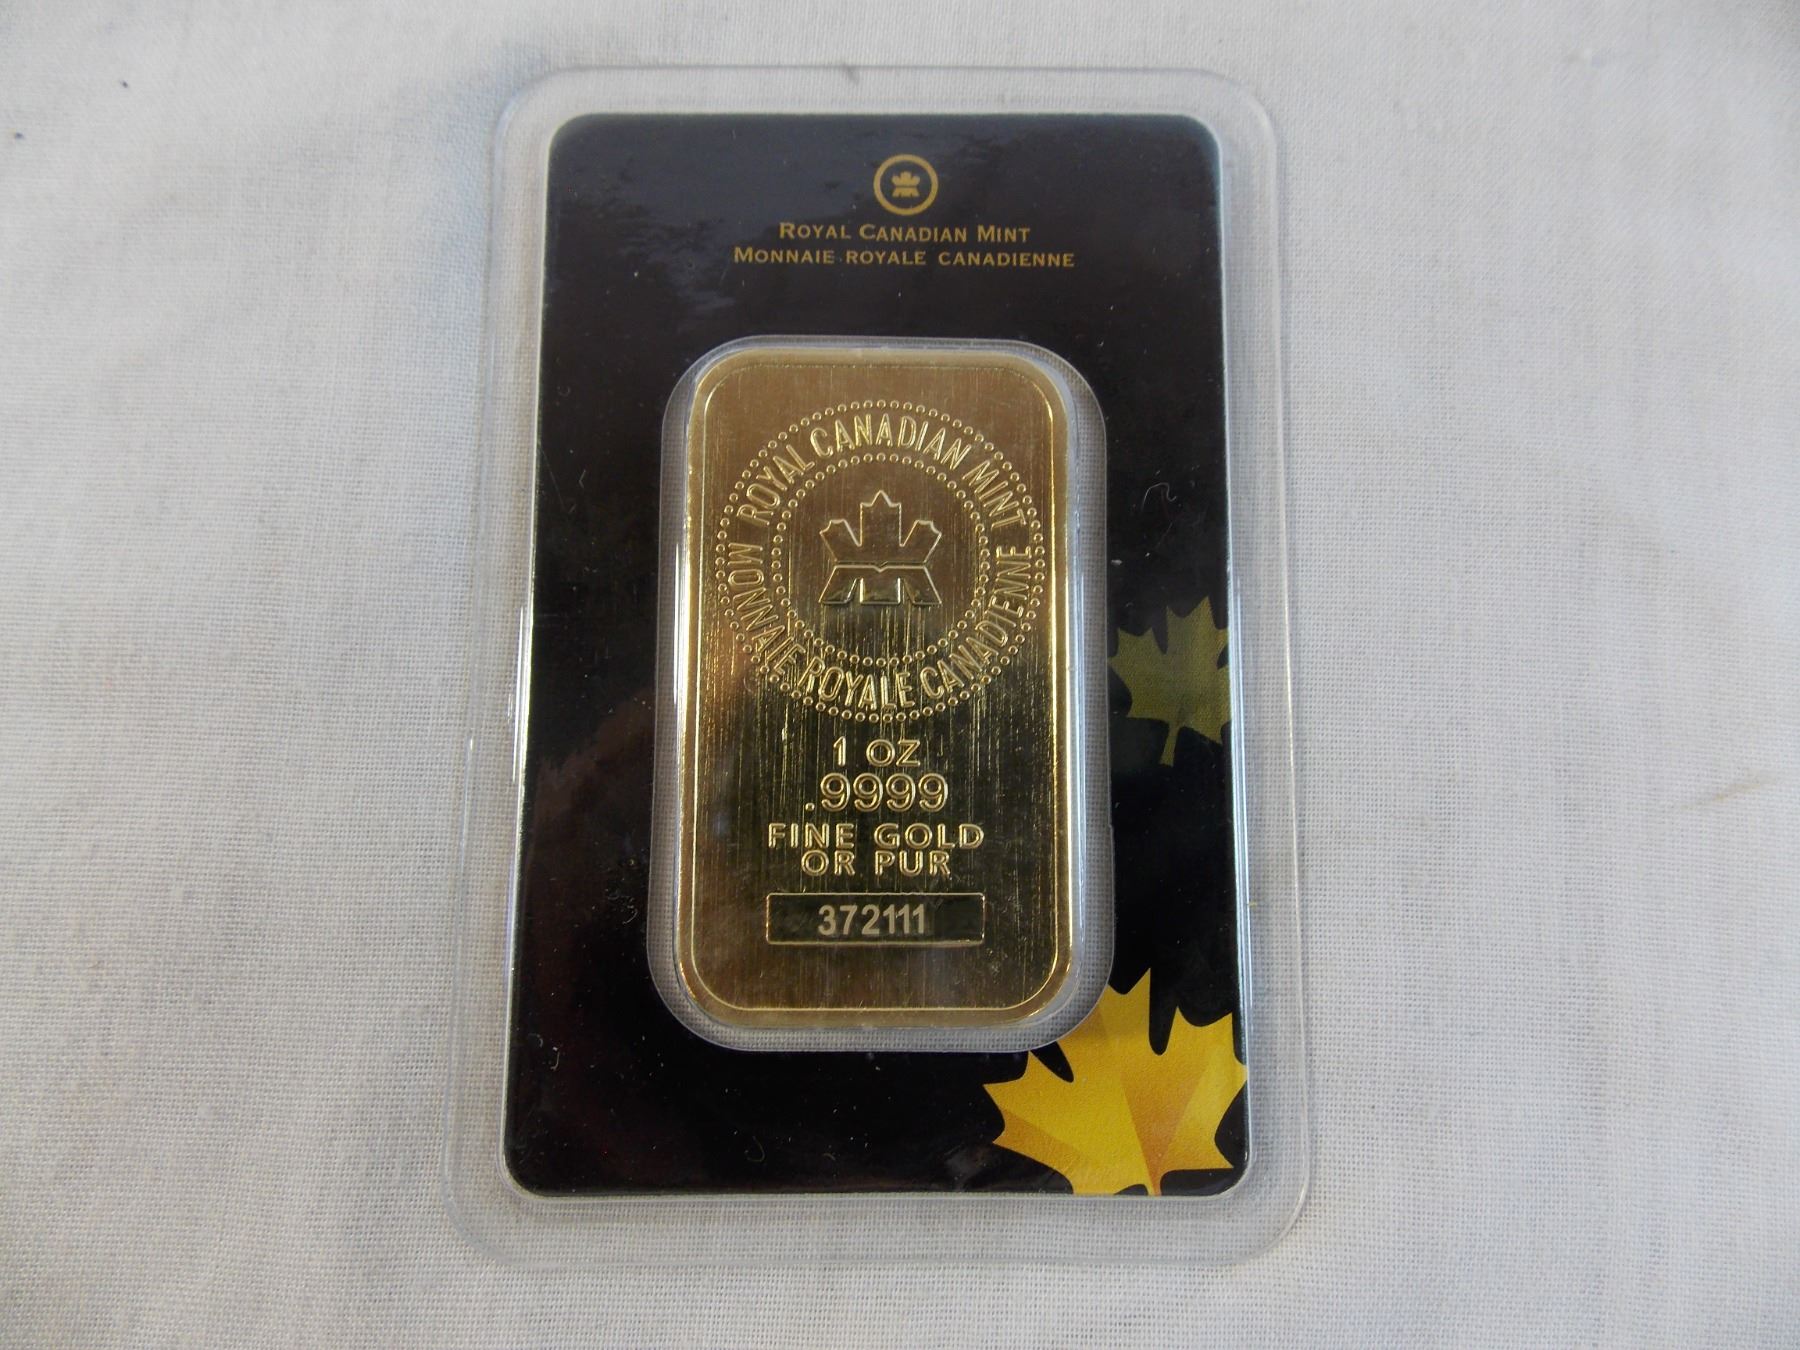 ROYAL CANADIAN MINT
MONNAIE ROYALE CANADIENNE
ROYAL CANADIAN MINT
MONNAIE ROYALE CANADIENNE
1 OZ
.9999
FINE GOLD
OR PUR
372111